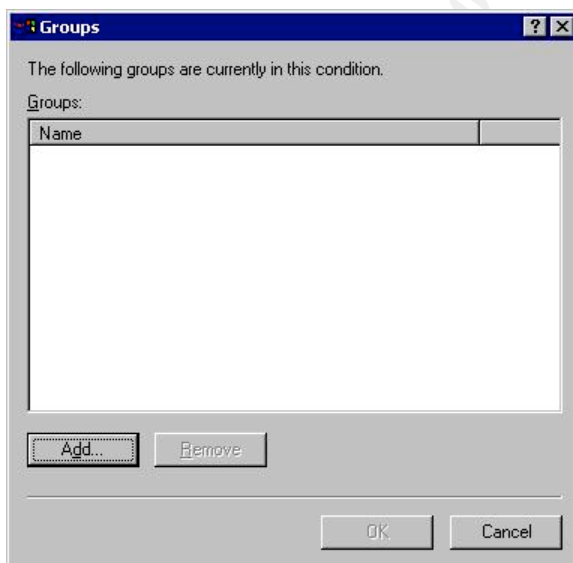 Groups
The following groups are currently in this condition.
Groups:
Name
Add...
Remove
OK
Cancel